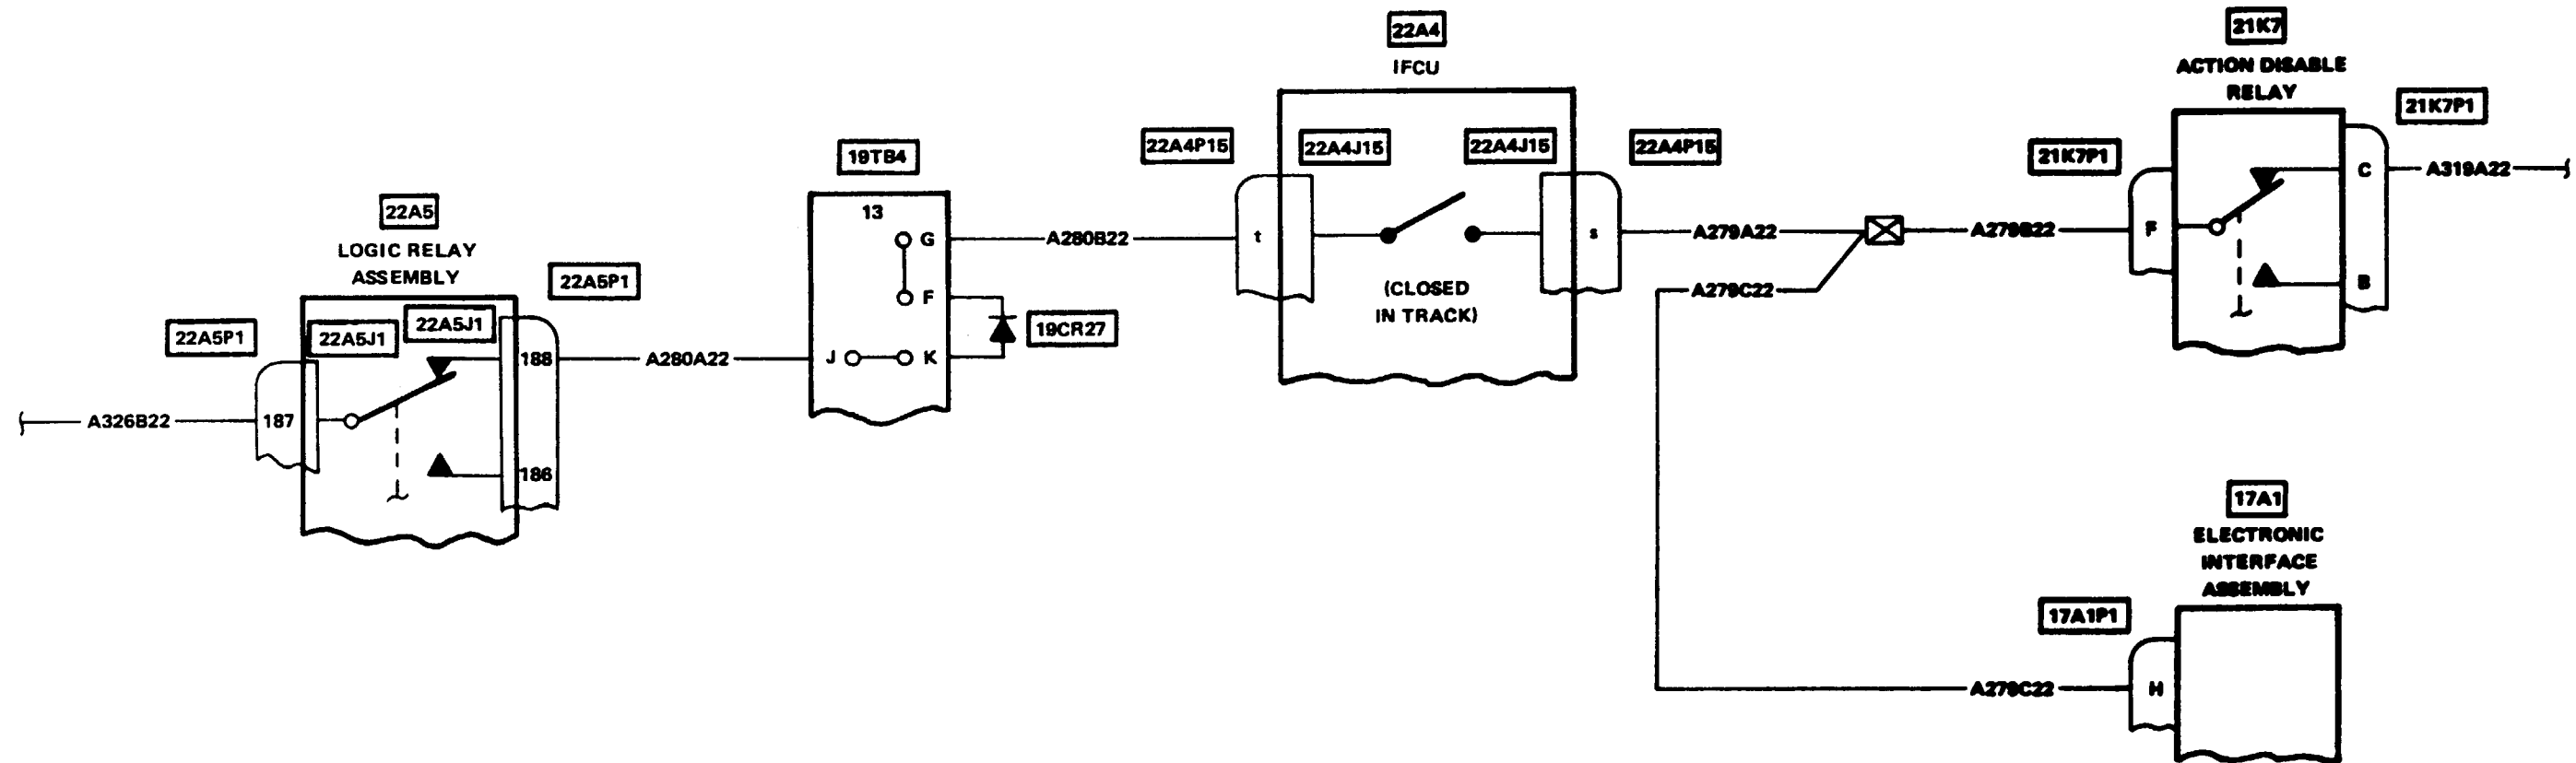 22A4
IFCU
21K7
ACTION DISABLE
RELAY
21K7P1
22A4P15
22A4J15
22A4J15
22A4P15
21K7P1
19TB4
13
G
F
J
K
19CR27
A280B22
t
s
(CLOSED
IN TRACK)
A279A22
A279C22
A279B22
F
C
B
A319A22
22A5
LOGIC RELAY
ASSEMBLY
22A5P1
22A5P1
22A5J1
22A5J1
188
187
186
A326B22
A280A22
17A1
ELECTRONIC
INTERFACE
ASSEMBLY
17A1P1
A279C22
H